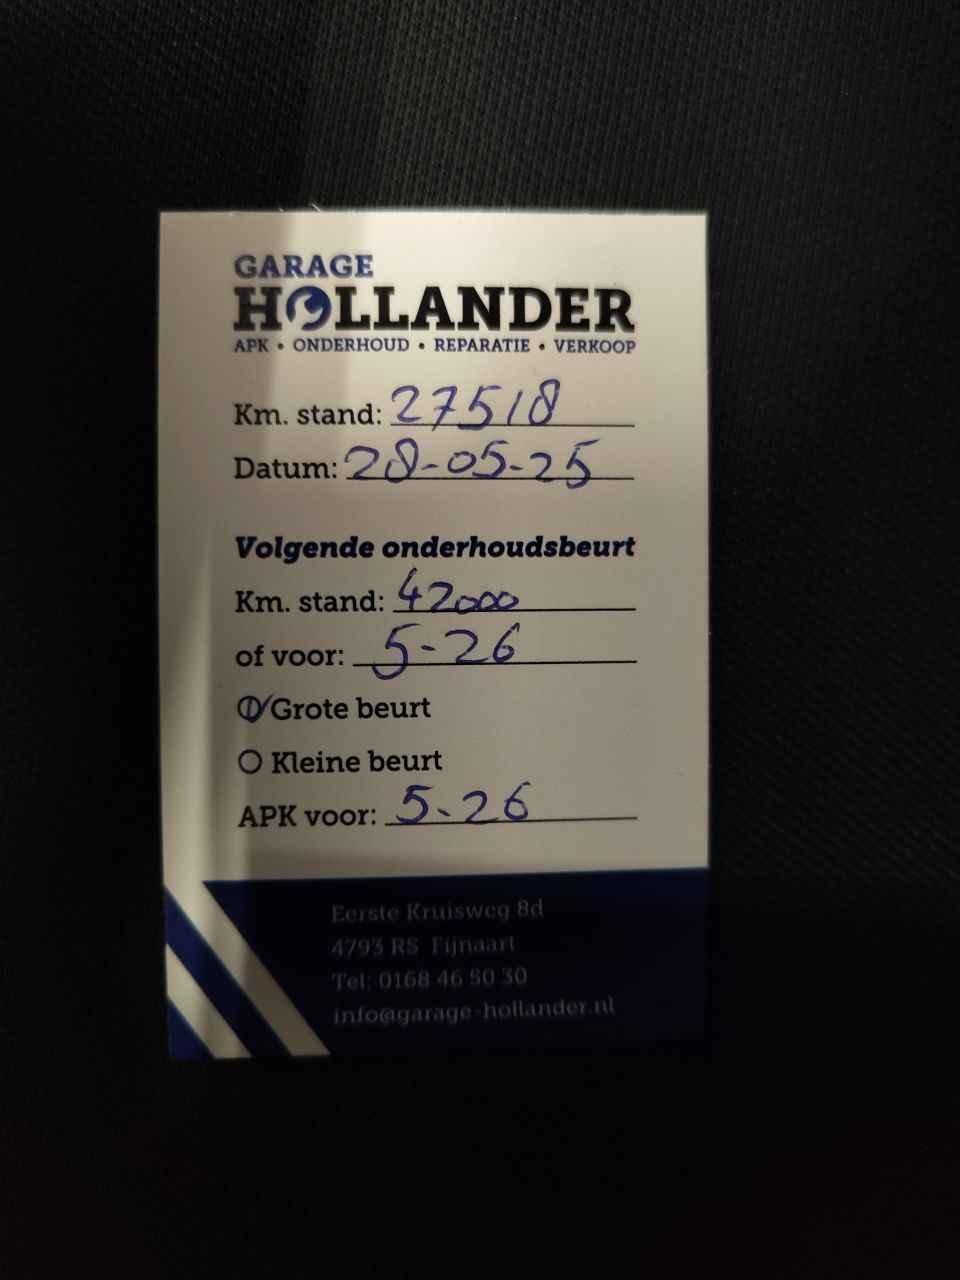 GARAGE
HOLLANDER
APK • ONDERHOUD • REPARATIE • VERKOOP
Km. stand: 27518
Datum: 28-05-25
Volgende onderhoudsbeurt
Km. stand: 42000
of voor: 5-26
Grote beurt
Kleine beurt
APK voor: 5-26
Eerste Kruisweg 8d
4793 RS Fijnaart
Tel: 0168 46 50 30
info@garage-hollander.nl